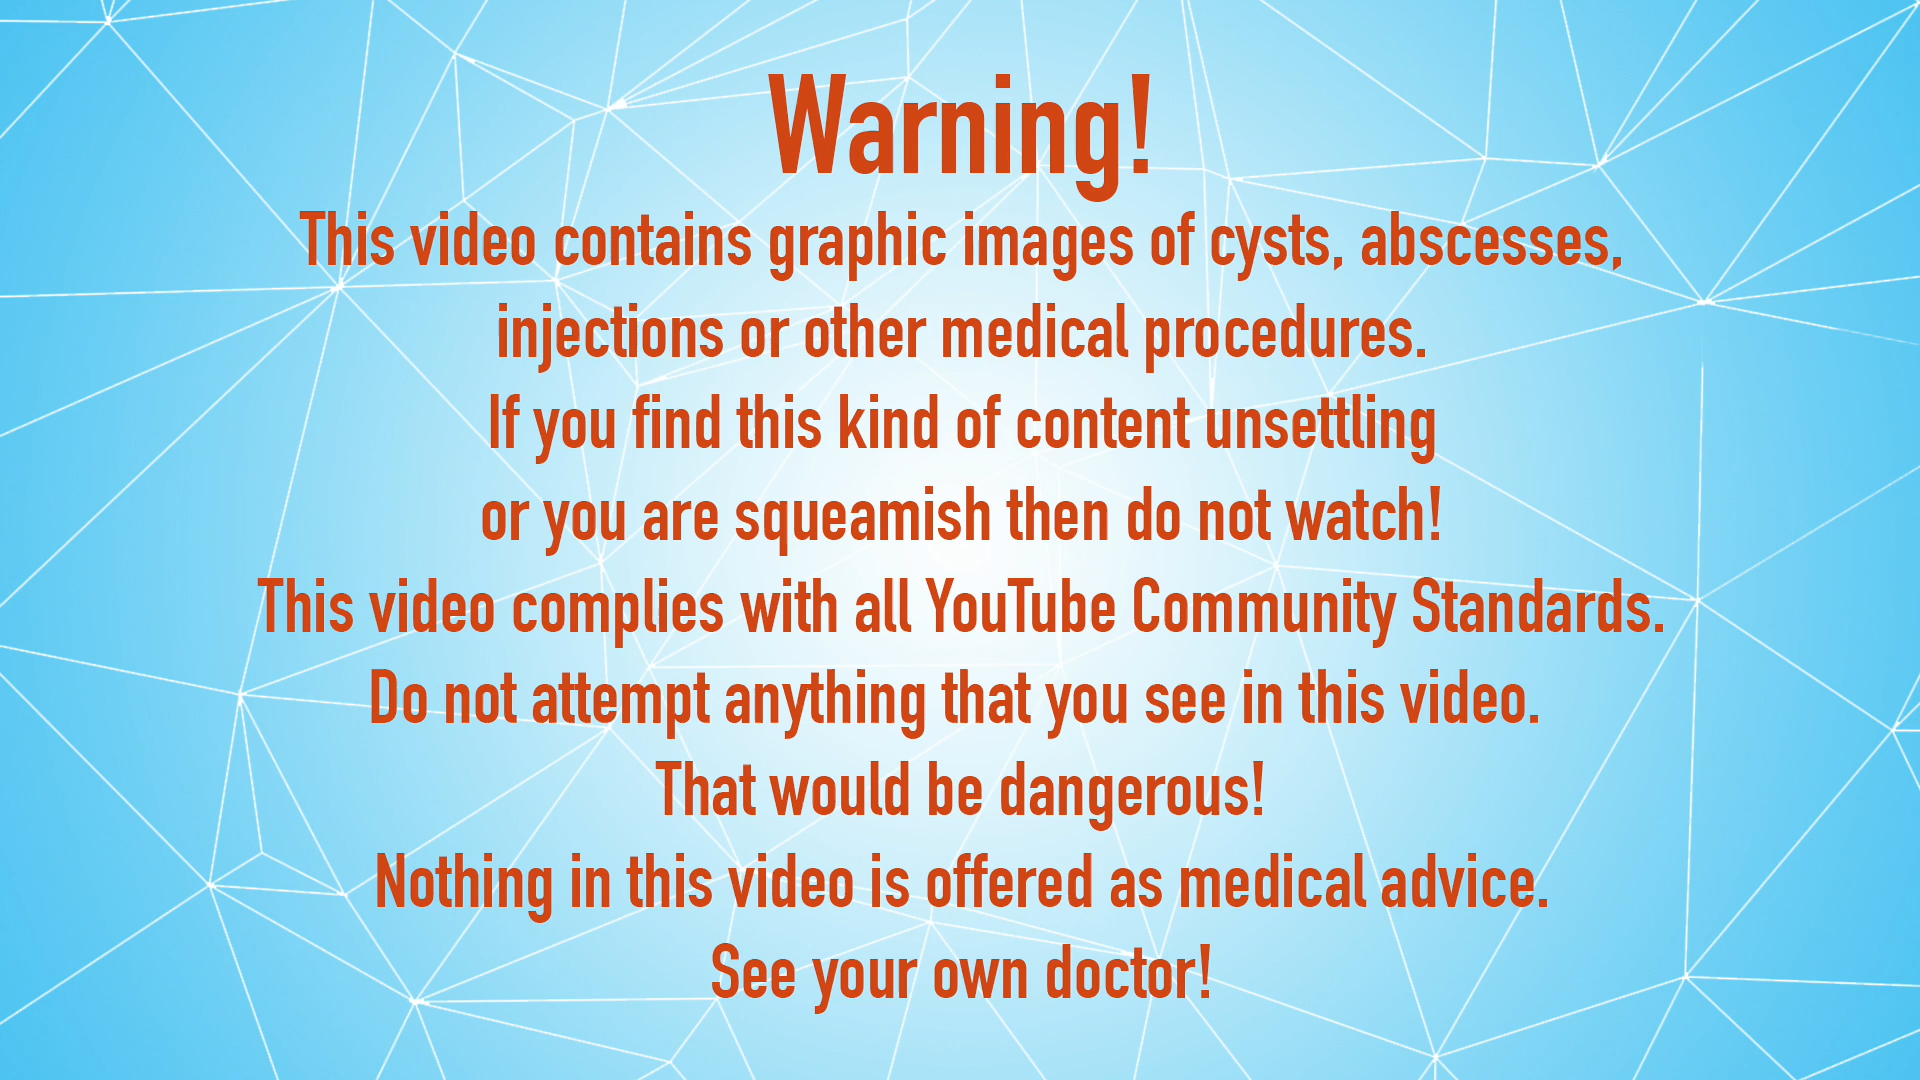 Warning!
This video contains graphic images of cysts, abscesses,
injections or other medical procedures.
If you find this kind of content unsettling
or you are squeamish then do not watch!
This video complies with all YouTube Community Standards.
Do not attempt anything that you see in this video.
That would be dangerous!
Nothing in this video is offered as medical advice.
See your own doctor!